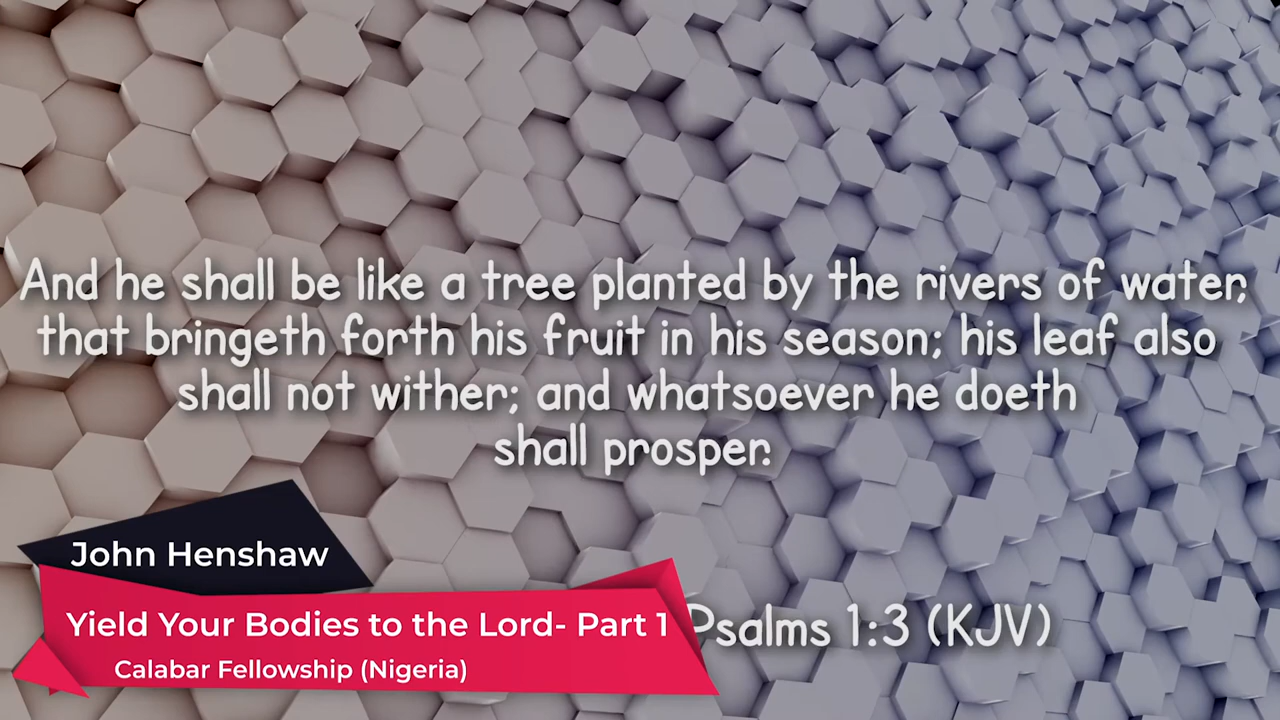 And he shall be like a tree planted by the rivers of water,
that bringeth forth his fruit in his season; his leaf also
shall not wither; and whatsoever he doeth
shall prosper.
John Henshaw
Yield Your Bodies to the Lord- Part 1
Psalms 1:3 (KJV)
Calabar Fellowship (Nigeria)